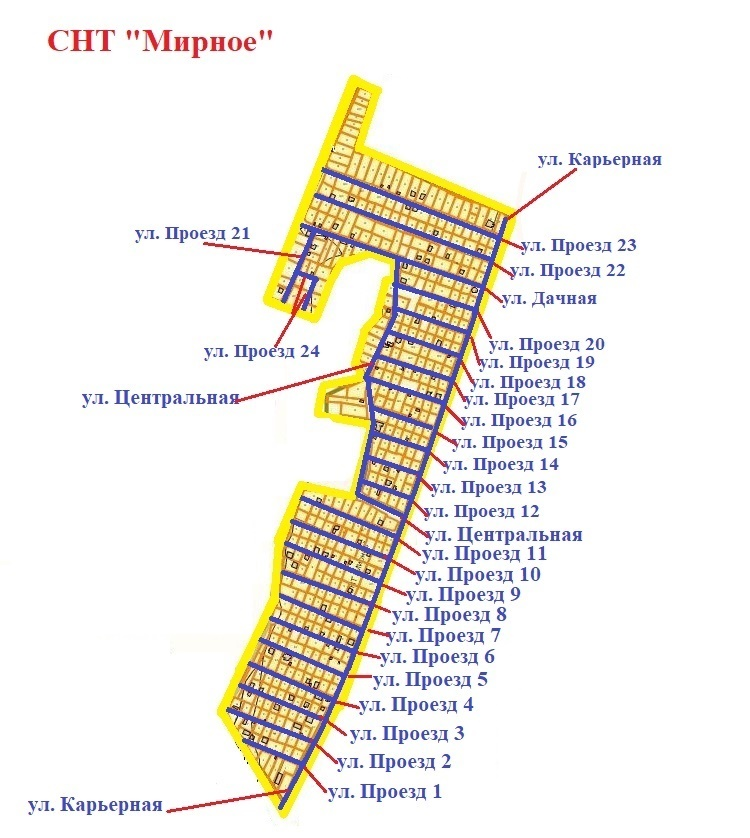 СНТ "Мирное"
ул. Карьерная
ул. Проезд 21
ул. Проезд 23
ул. Проезд 22
ул. Дачная
ул. Проезд 20
ул. Проезд 24
ул. Проезд 19
ул. Проезд 18
ул. Центральная
ул. Проезд 17
ул. Проезд 16
ул. Проезд 15
ул. Проезд 14
ул. Проезд 13
ул. Проезд 12
ул. Центральная
ул. Проезд 11
ул. Проезд 10
ул. Проезд 9
ул. Проезд 8
ул. Проезд 7
ул. Проезд 6
ул. Проезд 5
ул. Проезд 4
ул. Проезд 3
ул. Проезд 2
ул. Проезд 1
ул. Карьерная